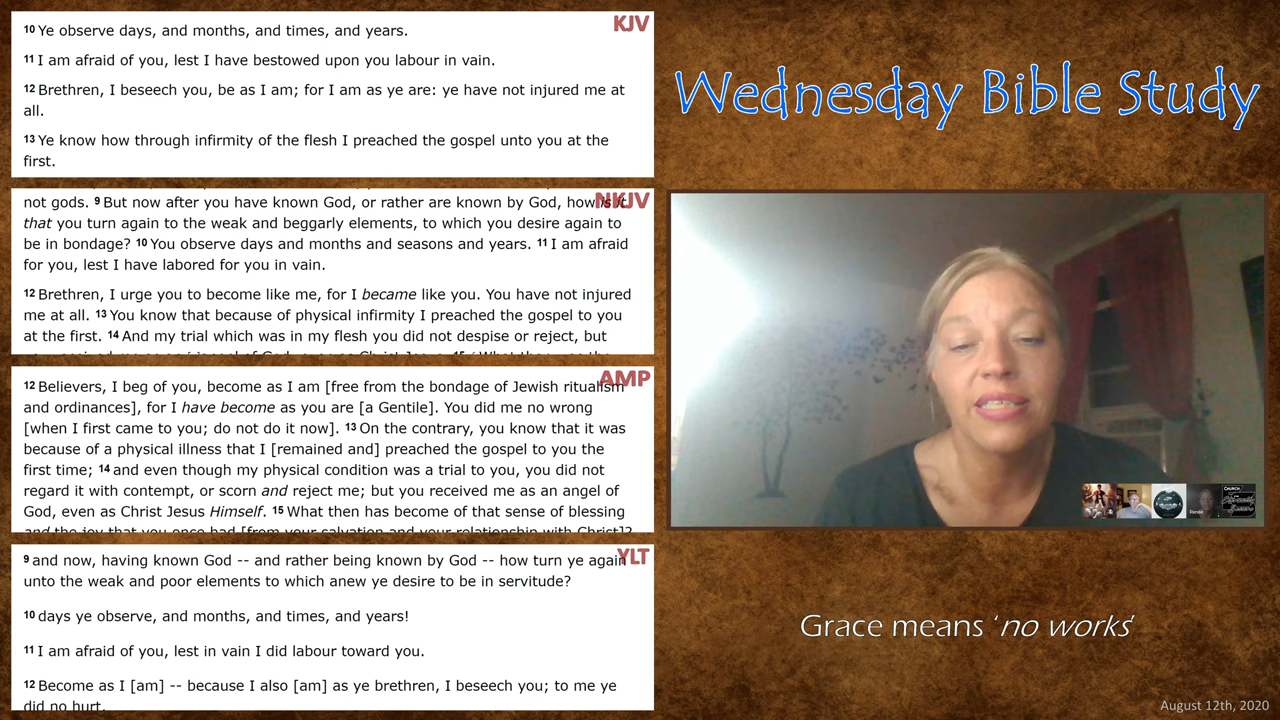 KJV
10 Ye observe days, and months, and times, and years.
11 I am afraid of you, lest I have bestowed upon you labour in vain.
12 Brethren, I beseech you, be as I am; for I am as ye are: ye have not injured me at
all.
13 Ye know how through infirmity of the flesh I preached the gospel unto you at the
first.
NKJV
not gods. 9 But now after you have known God, or rather are known by God, how is it
that you turn again to the weak and beggarly elements, to which you desire again to
be in bondage? 10 You observe days and months and seasons and years. 11 I am afraid
for you, lest I have labored for you in vain.
12 Brethren, I urge you to become like me, for I became like you. You have not injured
me at all. 13 You know that because of physical infirmity I preached the gospel to you
at the first. 14 And my trial which was in my flesh you did not despise or reject, but
AMP
12 Believers, I beg of you, become as I am [free from the bondage of Jewish ritualism
and ordinances], for I have become as you are [a Gentile]. You did me no wrong
[when I first came to you; do not do it now]. 13 On the contrary, you know that it was
because of a physical illness that I [remained and] preached the gospel to you the
first time; 14 and even though my physical condition was a trial to you, you did not
regard it with contempt, or scorn and reject me; but you received me as an angel of
God, even as Christ Jesus Himself. 15 What then has become of that sense of blessing
and the joy that you once had [from your salvation and your relationship with Christ]?
YLT
9 and now, having known God -- and rather being known by God -- how turn ye again
unto the weak and poor elements to which anew ye desire to be in servitude?
10 days ye observe, and months, and times, and years!
11 I am afraid of you, lest in vain I did labour toward you.
12 Become as I [am] -- because I also [am] as ye brethren, I beseech you; to me ye
did no hurt.
Wednesday Bible Study
Renée
CHURCH
Grace means 'no works'
August 12th, 2020